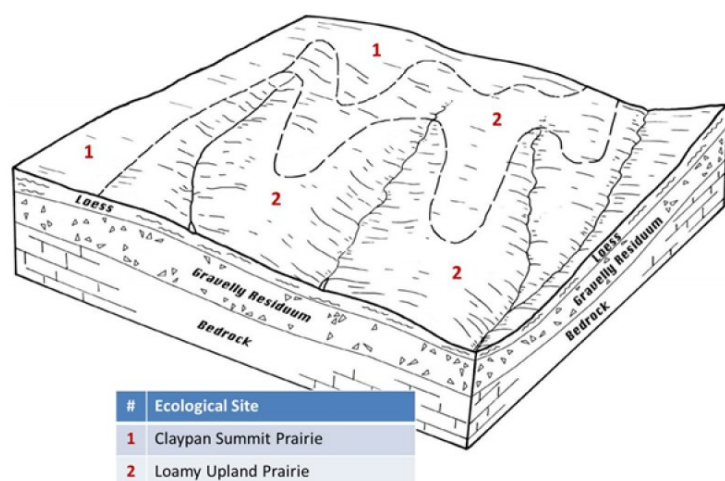 1
2
1
2
2
Loess
Gravelly Residuum
Bedrock
Loess
Gravelly Residuum
Bedrock
# Ecological Site
1 Claypan Summit Prairie
2 Loamy Upland Prairie